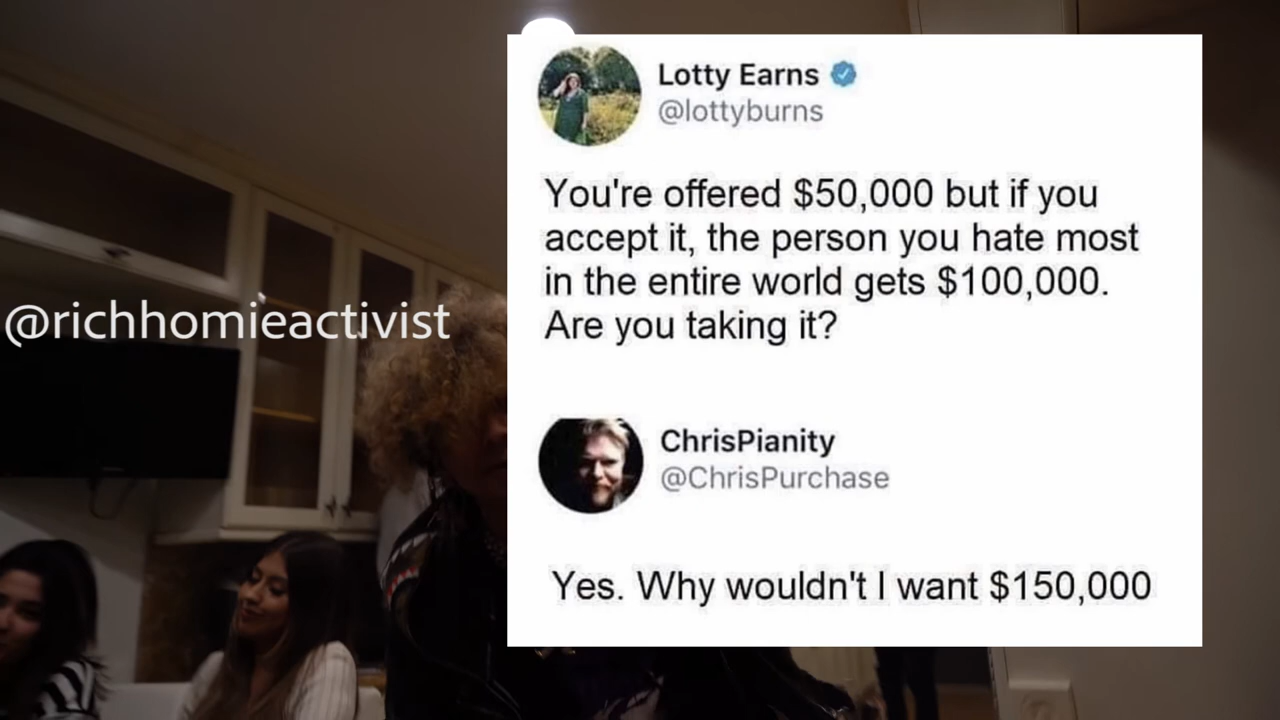 Lotty Earns
@lottyburns
You're offered $50,000 but if you
accept it, the person you hate most
in the entire world gets $100,000.
Are you taking it?
@richhomieactivist
ChrisPianity
@ChrisPurchase
Yes. Why wouldn't I want $150,000